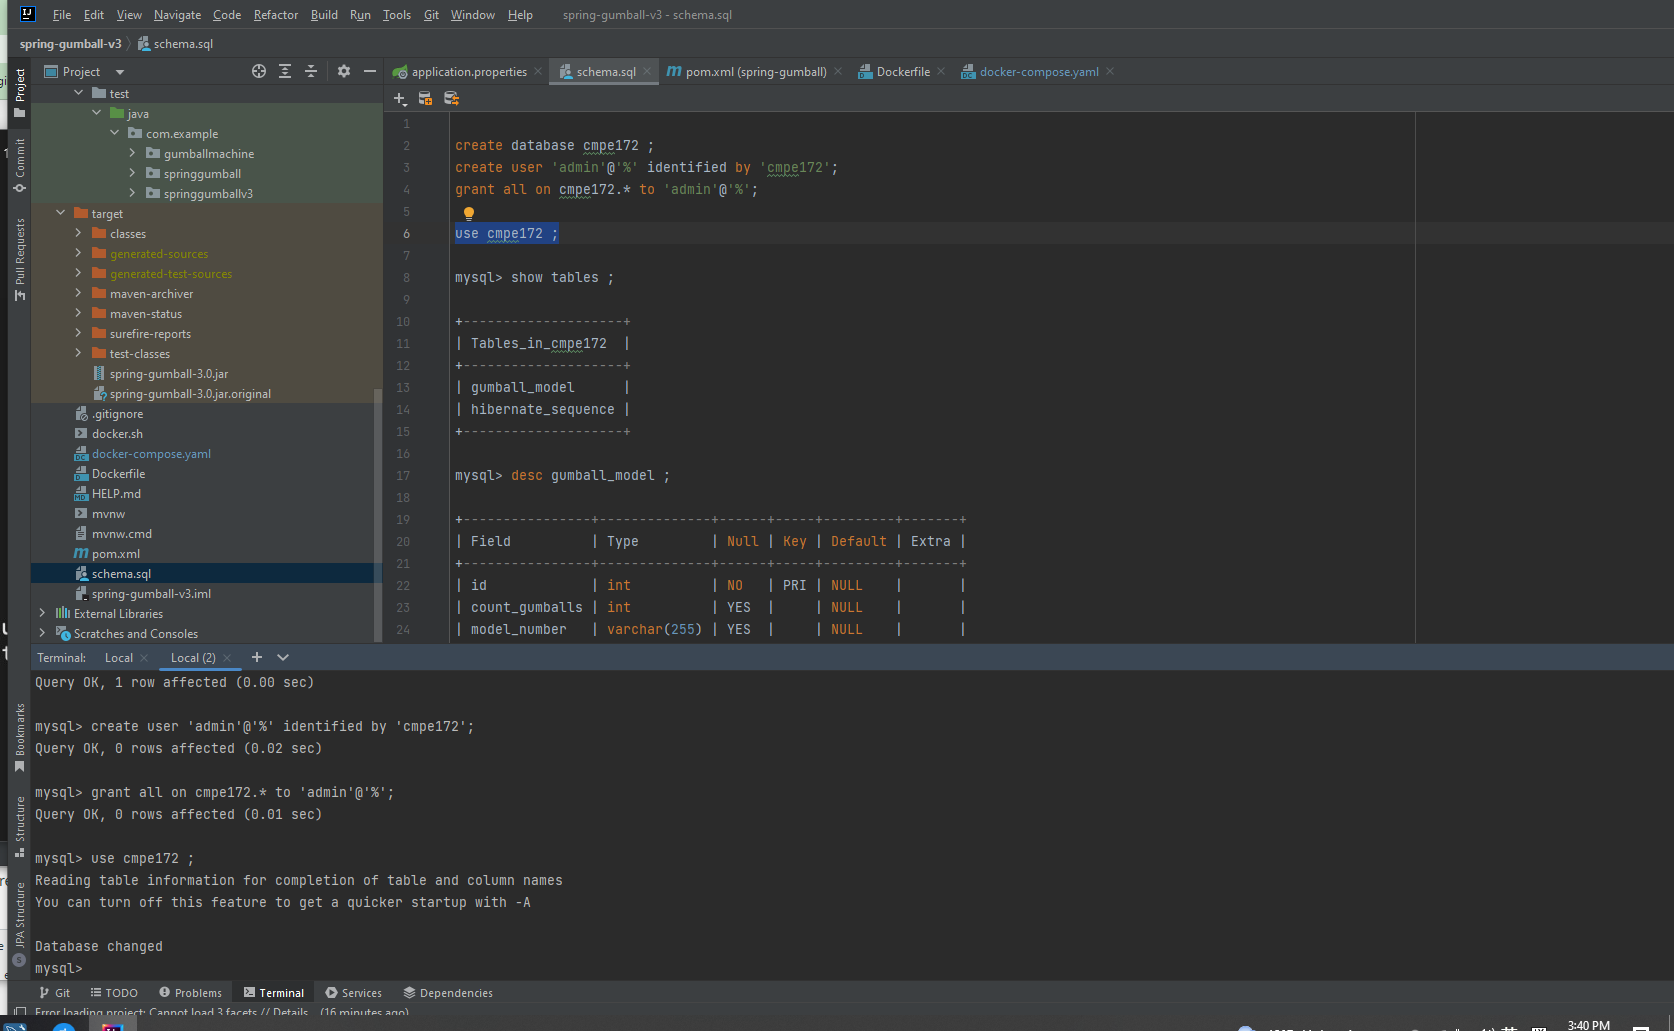 File Edit View Navigate Code Refactor Build Run Tools Git Window Help spring-gumball-v3 - schema.sql
spring-gumball-v3 schema.sql
Project
application.properties schema.sql pom.xml (spring-gumball) Dockerfile docker-compose.yaml
Project
Commit
Pull Requests
Bookmarks
Structure
JPA Structure
test
java
com.example
gumballmachine
springgumball
springgumballv3
target
classes
generated-sources
generated-test-sources
maven-archiver
maven-status
surefire-reports
test-classes
spring-gumball-3.0.jar
spring-gumball-3.0.jar.original
.gitignore
docker.sh
docker-compose.yaml
Dockerfile
HELP.md
mvnw
mvnw.cmd
pom.xml
schema.sql
spring-gumball-v3.iml
External Libraries
Scratches and Consoles
1
2 create database cmpe172 ;
3 create user 'admin'@'%' identified by 'cmpe172';
4 grant all on cmpe172.* to 'admin'@'%';
5
6 use cmpe172 ;
7
8 mysql> show tables ;
9
10 +--------------------+
11 | Tables_in_cmpe172  |
12 +--------------------+
13 | gumball_model      |
14 | hibernate_sequence |
15 +--------------------+
16
17 mysql> desc gumball_model ;
18
19 +----------------+--------------+------+-----+---------+-------+
20 | Field          | Type         | Null | Key | Default | Extra |
21 +----------------+--------------+------+-----+---------+-------+
22 | id             | int          | NO   | PRI | NULL    |       |
23 | count_gumballs | int          | YES  |     | NULL    |       |
24 | model_number   | varchar(255) | YES  |     | NULL    |       |
Terminal: Local Local (2)
Query OK, 1 row affected (0.00 sec)
mysql> create user 'admin'@'%' identified by 'cmpe172';
Query OK, 0 rows affected (0.02 sec)
mysql> grant all on cmpe172.* to 'admin'@'%';
Query OK, 0 rows affected (0.01 sec)
mysql> use cmpe172 ;
Reading table information for completion of table and column names
You can turn off this feature to get a quicker startup with -A
Database changed
mysql>
Git TODO Problems Terminal Services Dependencies
Error loading project: Cannot load 3 facets // Details... (16 minutes ago)
3:40 PM